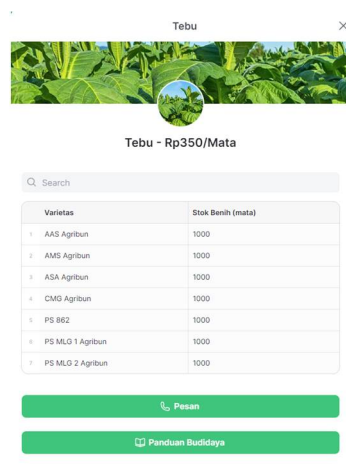 Tebu
Tebu - Rp350/Mata
Search
Varietas Stok Benih (mata)
1 AAS Agribun 1000
2 AMS Agribun 1000
3 ASA Agribun 1000
4 CMG Agribun 1000
5 PS 862 1000
6 PS MLG 1 Agribun 1000
7 PS MLG 2 Agribun 1000
Pesan
Panduan Budidaya